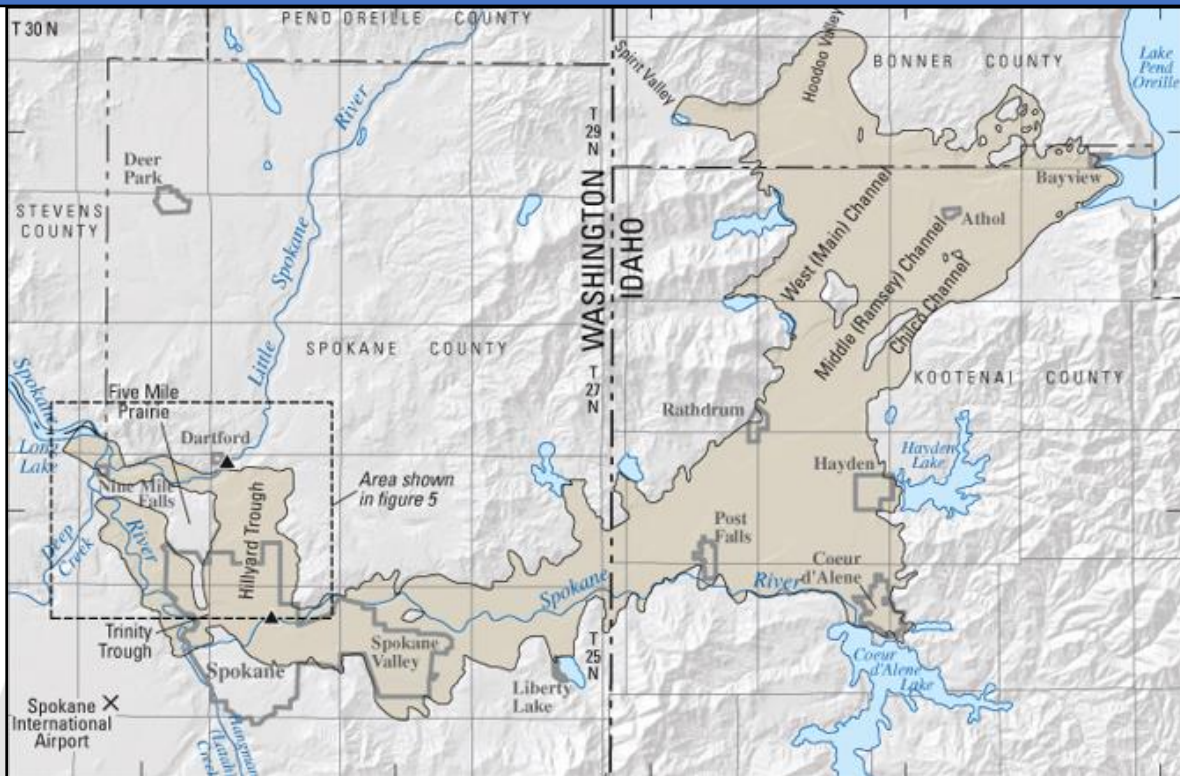 T 30 N
PEND OREILLE COUNTY
Spirit Valley
Hoodoo Valley
BONNER COUNTY
Lake
Pend
Oreille
River
T
29
N
Deer
Park
STEVENS
COUNTY
Bayview
WASHINGTON
IDAHO
West (Main) Channel
Athol
Spokane
Middle (Ramsey) Channel
Chilco Channel
Little
SPOKANE COUNTY
T
27
N
KOOTENAI COUNTY
Spokane
Five Mile
Prairie
Rathdrum
Long
Lake
Dartford
Hayden
Lake
Nine Mile
Falls
Area shown
in figure 5
Hayden
Hillyard Trough
River
Deep
Creek
Post
Falls
Coeur
d'Alene
Spokane
River
Trinity
Trough
Spokane
Spokane
Valley
T
25
N
Coeur
d'Alene
Lake
Liberty
Lake
Spokane
International
Airport
Hangman
(Latah)
Creek